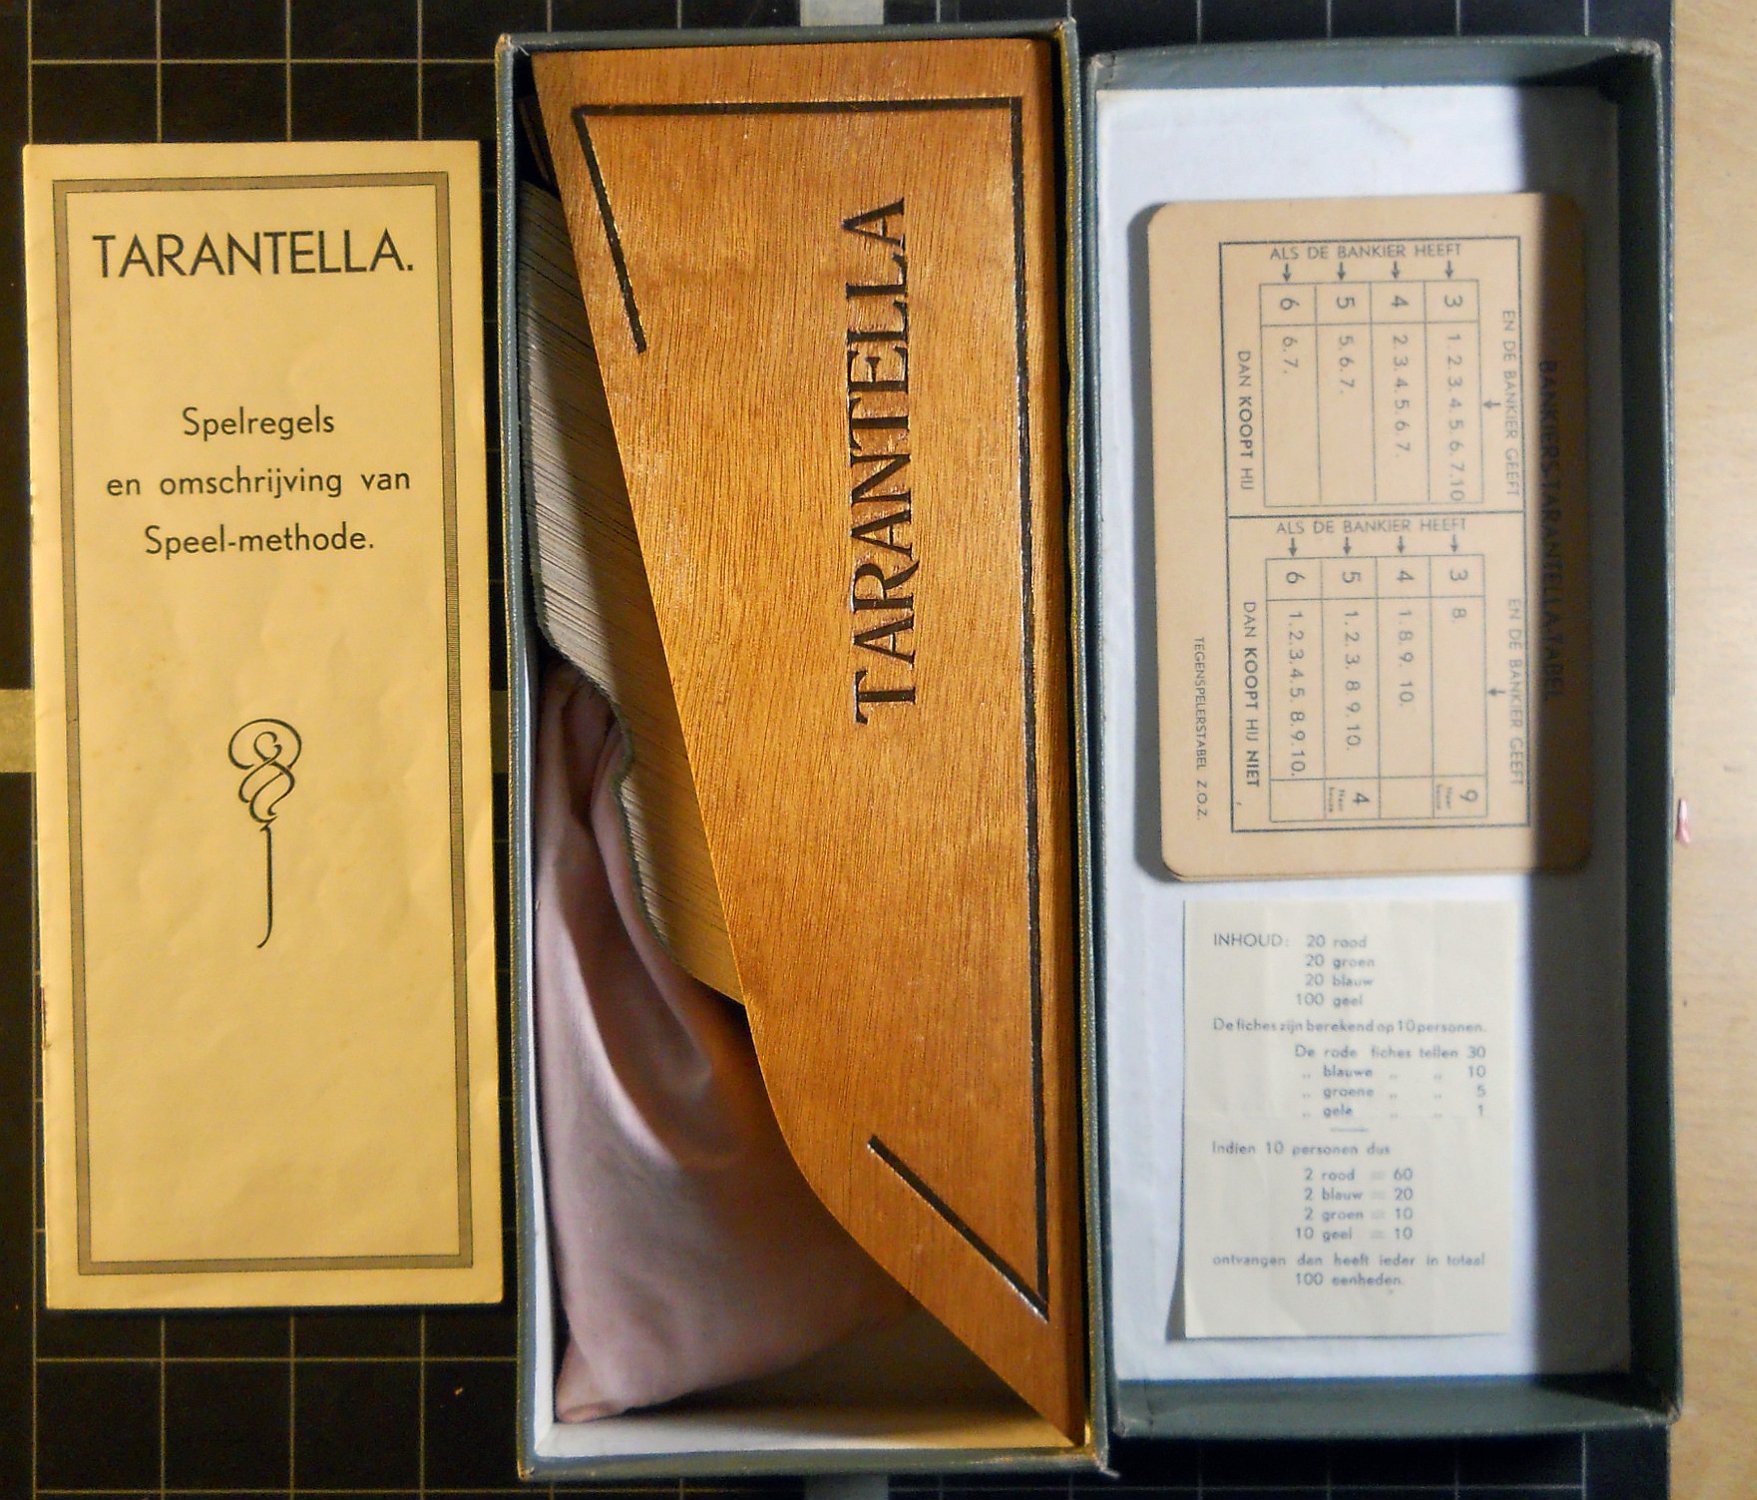 TARANTELLA.
Spelregels
en omschrijving van
Speel-methode.
TARANTELLA
BANKIERS-TARANTELLA-TABEL
EN DE BANKIER GEEFT
ALS DE BANKIER HEEFT
3 1. 2. 3. 4. 5. 6. 7. 10
4 2. 3. 4. 5. 6. 7.
5 5. 6. 7.
6 6. 7.
DAN KOOPT HIJ
EN DE BANKIER GEEFT
ALS DE BANKIER HEEFT
3 8. 9
4 1. 8. 9. 10.
5 1. 2. 3. 8 9. 10. 4
6 1. 2. 3. 4. 5. 8. 9. 10.
DAN KOOPT HIJ NIET
TEGENSPELERSTABEL Z.O.Z.
INHOUD: 20 rood
20 groen
20 blauw
100 geel
De fiches zijn berekend op 10 personen.
De rode fiches tellen 30
„ blauwe „ „ 10
„ groene „ „ 5
„ gele „ „ 1
Indien 10 personen dus
2 rood = 60
2 blauw = 20
2 groen = 10
10 geel = 10
ontvangen dan heeft ieder in totaal
100 eenheden.